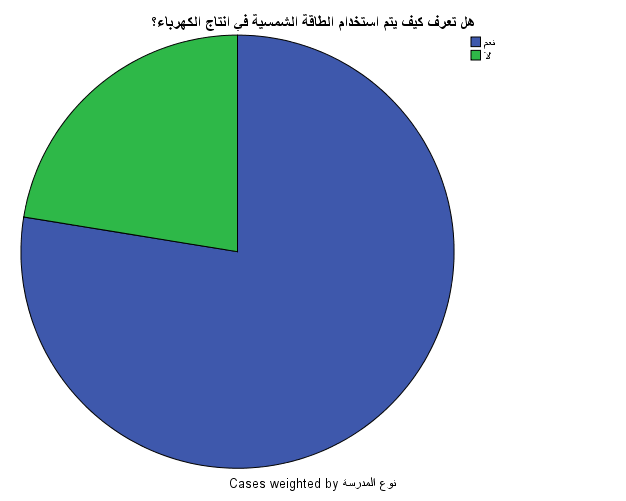 هل تعرف كيف يتم استخدام الطاقة الشمسية في انتاج الكهرباء؟
نعم
لا
Cases weighted by نوع المدرسة